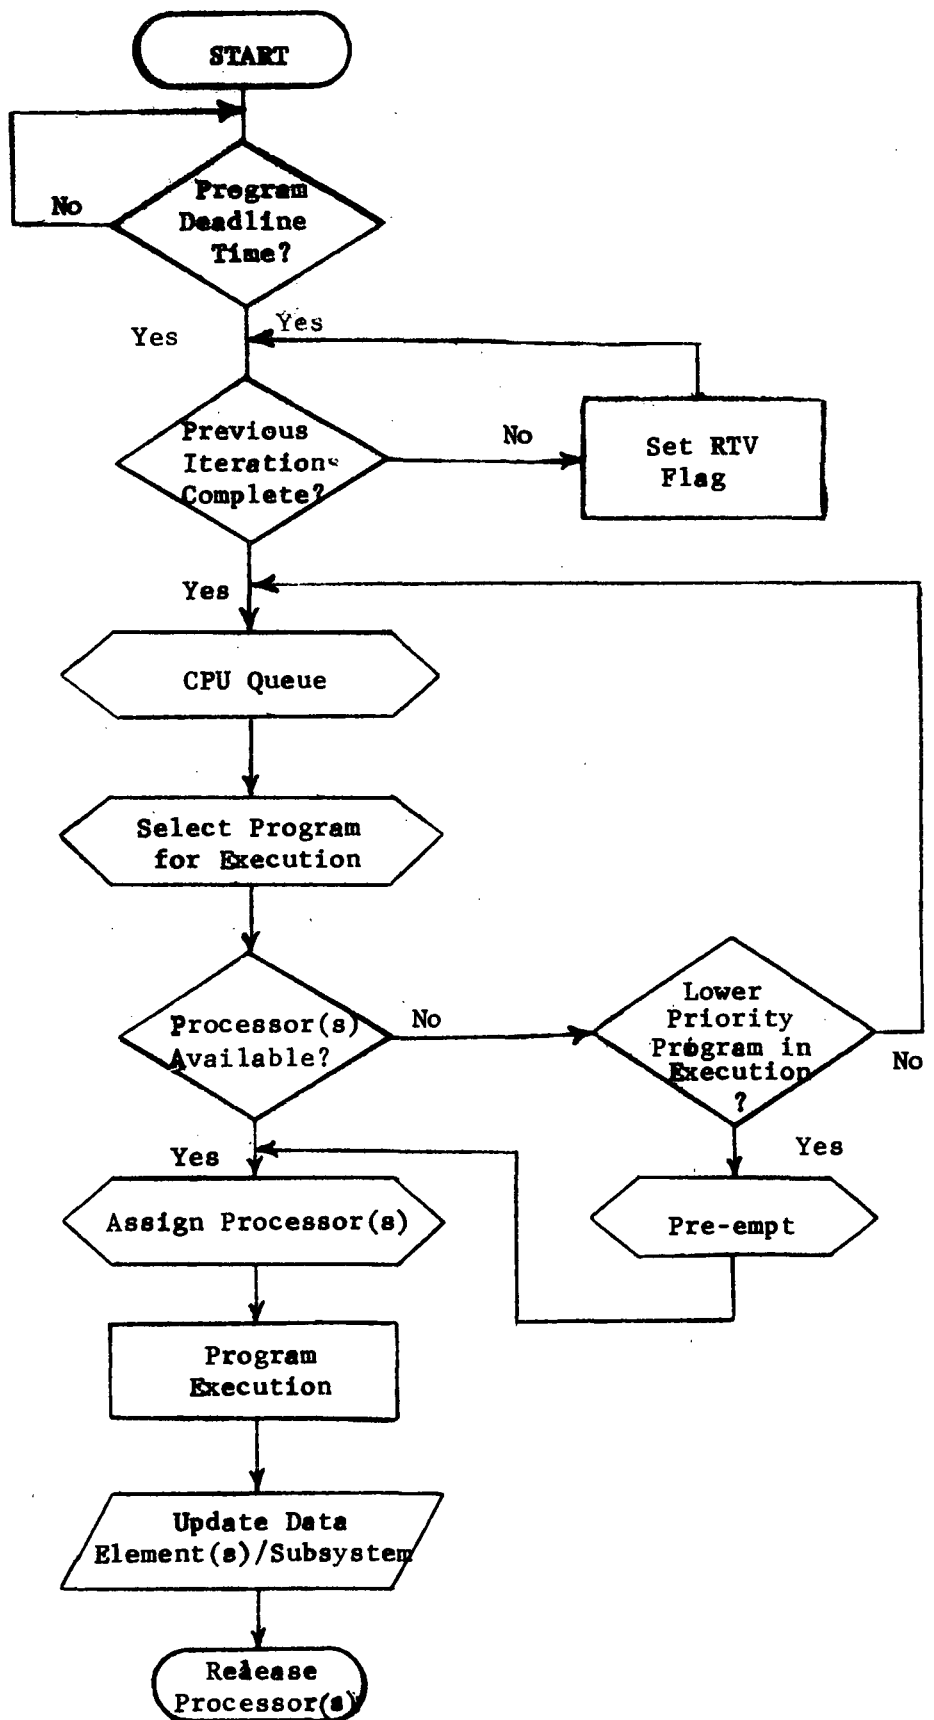 START
Program
Deadline
Time?
No
Yes
Yes
Previous
Iterations
Complete?
No
Set RTV
Flag
Yes
CPU Queue
Select Program
for Execution
Processor(s)
Available?
No
Lower
Priority
Program in
Execution
?
No
Yes
Yes
Assign Processor(s)
Pre-empt
Program
Execution
Update Data
Element(s)/Subsystem
Release
Processor(s)